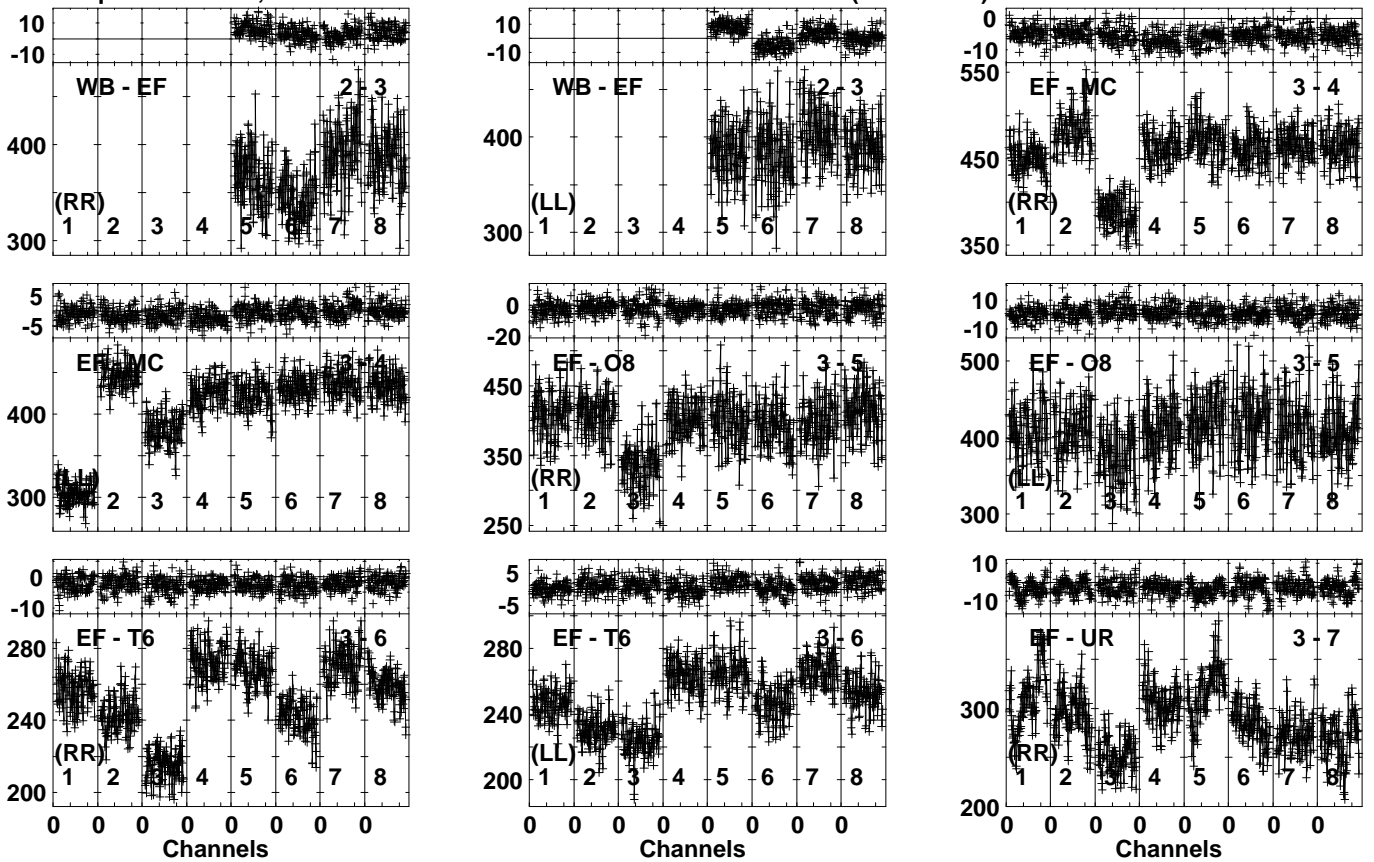 10
-10
WB - EF 2 - 3
400
(RR)
1 2 3 4 5 6 7 8
300
10
-10
WB - EF 2 - 3
400
(LL)
1 2 3 4 5 6 7 8
300
0
-10
550
EF - MC 3 - 4
450
(RR)
1 2 3 4 5 6 7 8
350
5
-5
EF - MC 3 - 4
400
(LL)
300
2 3 4 5 6 7 8
0
-20
EF - O8 3 - 5
450
350
(RR)
1 2 3 4 5 6 7 8
250
10
-10
500
EF - O8 3 - 5
400
(LL)
1 2 3 4 5 6 7 8
300
0
-10
EF - T6 3 - 6
280
240
(RR)
1 2 3 4 5 6 7 8
200
0 0 0 0 0 0 0 0
Channels
5
-5
EF - T6 3 - 6
280
240
(LL)
1 2 3 4 5 6 7 8
200
0 0 0 0 0 0 0 0
Channels
10
-10
EF - UR 3 - 7
300
(RR)
1 2 3 4 5 6 7 8
200
0 0 0 0 0 0 0 0
Channels